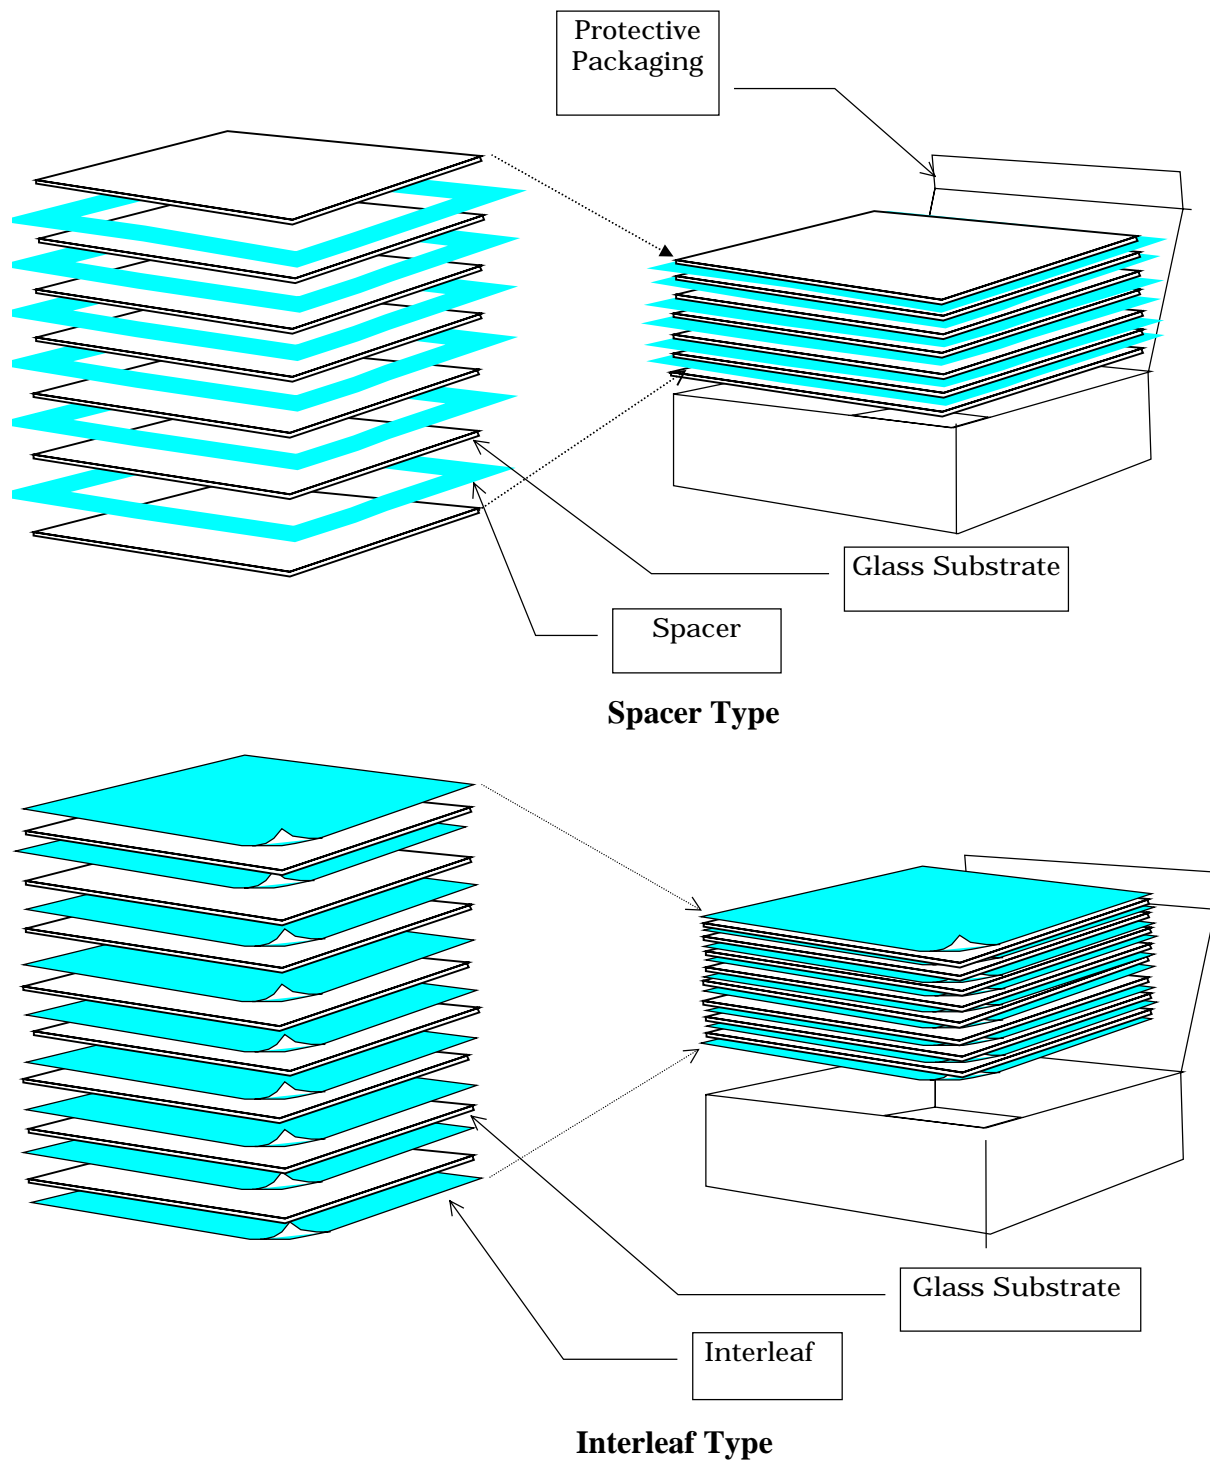 Protective
Packaging
Glass Substrate
Spacer
Spacer Type
Glass Substrate
Interleaf
Interleaf Type